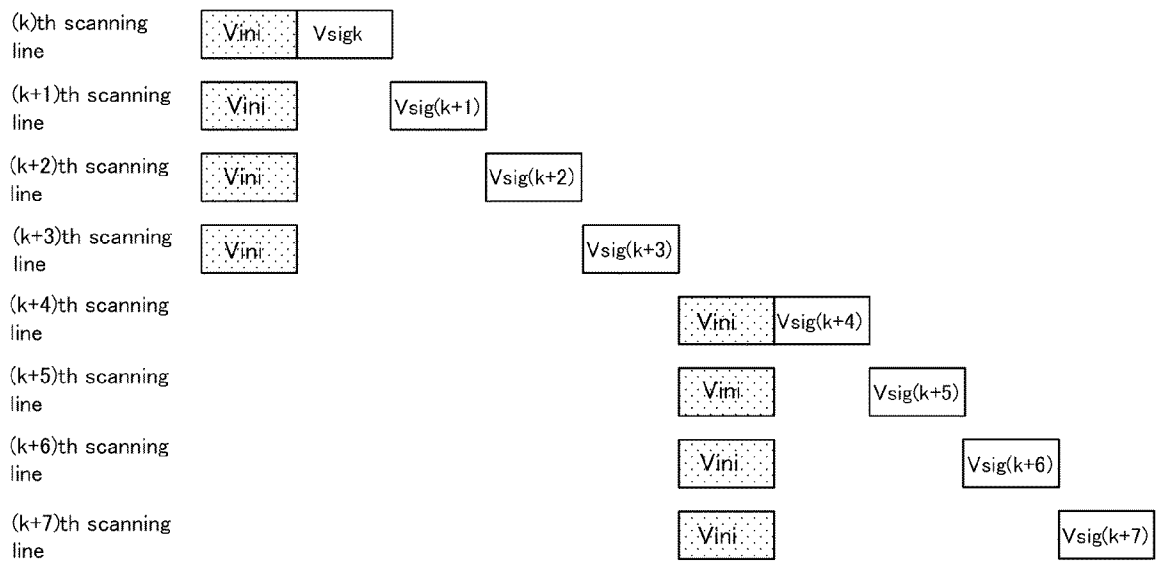 (k)th scanning
line
Vini Vsigk
(k+1)th scanning
line
Vini Vsig(k+1)
(k+2)th scanning
line
Vini Vsig(k+2)
(k+3)th scanning
line
Vini Vsig(k+3)
(k+4)th scanning
line
Vini Vsig(k+4)
(k+5)th scanning
line
Vini Vsig(k+5)
(k+6)th scanning
line
Vini Vsig(k+6)
(k+7)th scanning
line
Vini Vsig(k+7)